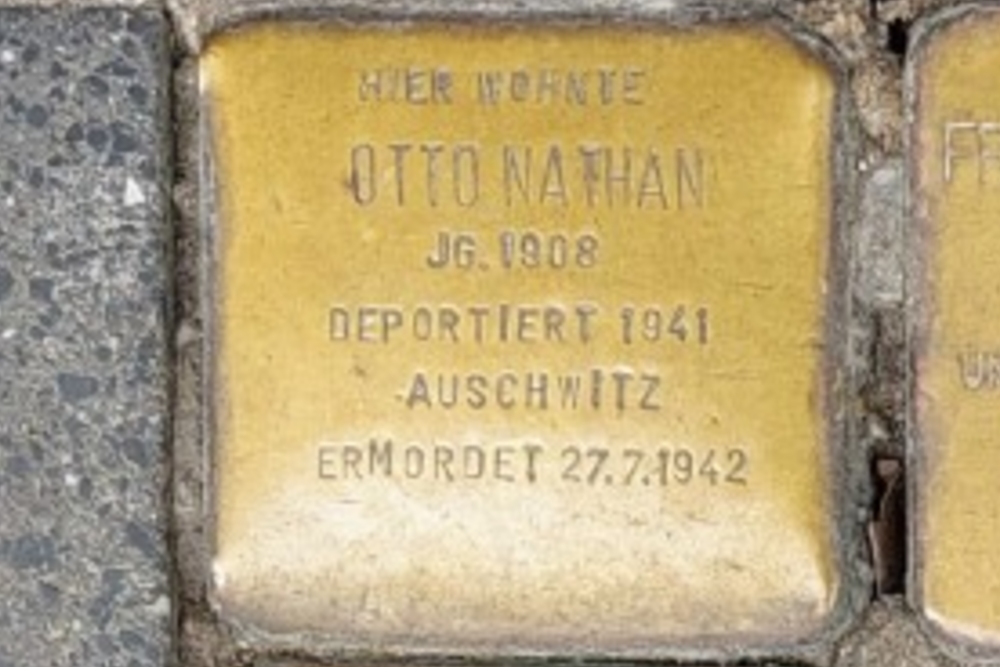 HIER WOHNTE
OTTO NATHAN
JG. 1908
DEPORTIERT 1941
AUSCHWITZ
ERMORDET 27.7.1942